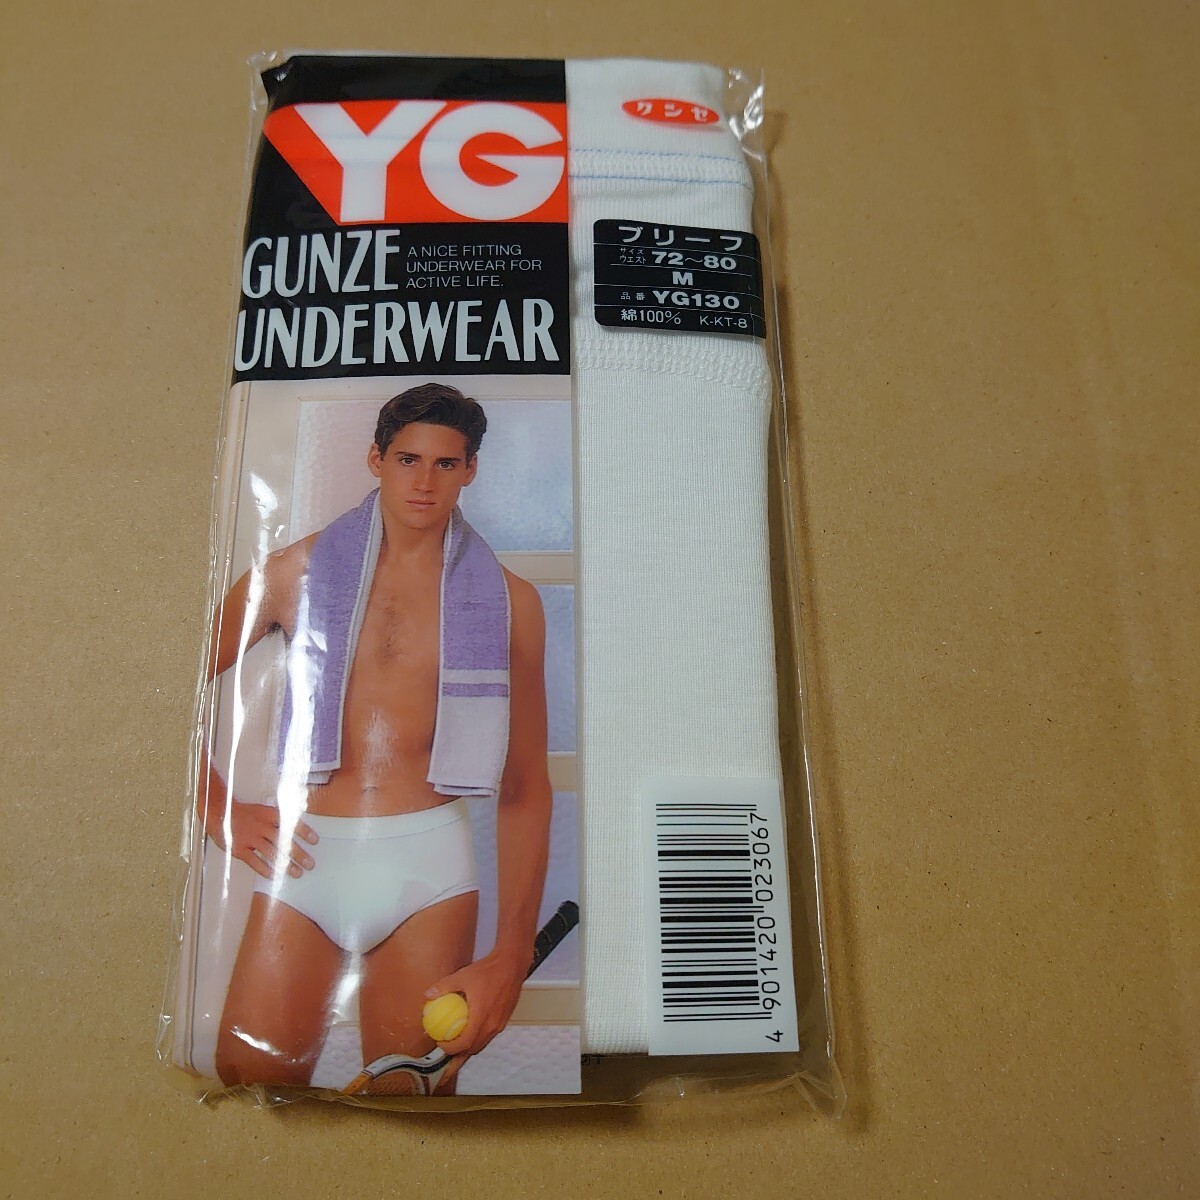 YG
GUNZE
A NICE FITTING
UNDERWEAR FOR
ACTIVE LIFE.
UNDERWEAR
グンゼ
ブリーフ
サイズ
ウエスト 72~80
M
品番 YG130
綿100% K-KT-8
4 901420 023067